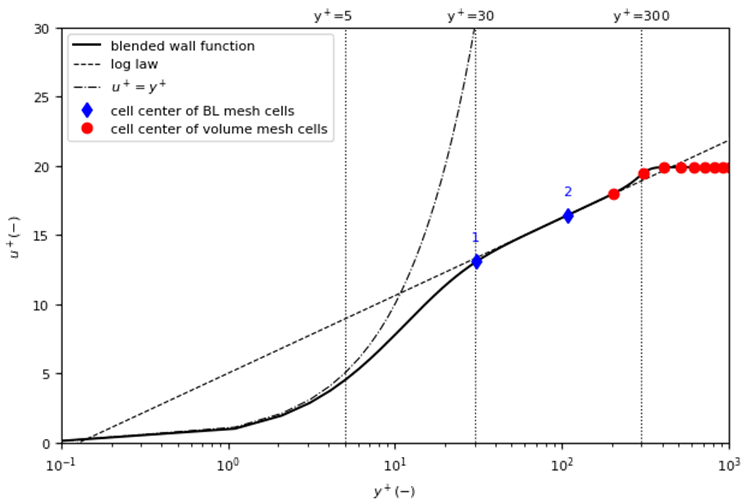 y⁺=5 y⁺=30 y⁺=300
30
25
20
15
10
5
0
u⁺(−)
blended wall function
log law
u⁺ = y⁺
cell center of BL mesh cells
cell center of volume mesh cells
1
2
10⁻¹ 10⁰ 10¹ 10² 10³
y⁺(−)